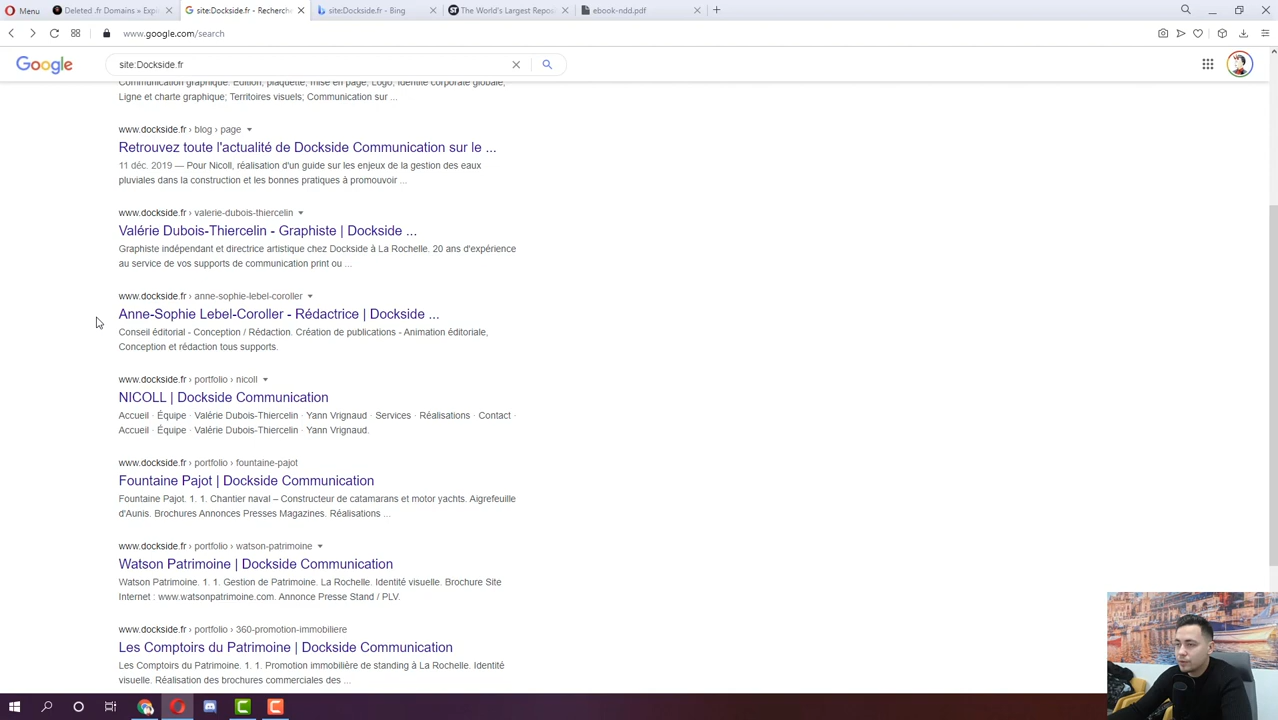 Menu
Deleted .fr Domains » Expi
site:Dockside.fr - Recherche
site:Dockside.fr - Bing
The World's Largest Repos
ebook-ndd.pdf
www.google.com/search
Google
site:Dockside.fr
Communication graphique. Edition, plaquette, mise en page, Logo, Identité corporate globale,
Ligne et charte graphique; Territoires visuels; Communication sur ...
www.dockside.fr › blog › page
Retrouvez toute l'actualité de Dockside Communication sur le ...
11 déc. 2019 — Pour Nicoll, réalisation d'un guide sur les enjeux de la gestion des eaux
pluviales dans la construction et les bonnes pratiques à promouvoir ...
www.dockside.fr › valerie-dubois-thiercelin
Valérie Dubois-Thiercelin - Graphiste | Dockside ...
Graphiste indépendant et directrice artistique chez Dockside à La Rochelle. 20 ans d'expérience
au service de vos supports de communication print ou ...
www.dockside.fr › anne-sophie-lebel-coroller
Anne-Sophie Lebel-Coroller - Rédactrice | Dockside ...
Conseil éditorial - Conception / Rédaction. Création de publications - Animation éditoriale,
Conception et rédaction tous supports.
www.dockside.fr › portfolio › nicoll
NICOLL | Dockside Communication
Accueil · Équipe · Valérie Dubois-Thiercelin · Yann Vrignaud · Services · Réalisations · Contact ·
Accueil · Équipe · Valérie Dubois-Thiercelin · Yann Vrignaud.
www.dockside.fr › portfolio › fountaine-pajot
Fountaine Pajot | Dockside Communication
Fountaine Pajot. 1. 1. Chantier naval – Constructeur de catamarans et motor yachts. Aigrefeuille
d'Aunis. Brochures Annonces Presses Magazines. Réalisations ...
www.dockside.fr › portfolio › watson-patrimoine
Watson Patrimoine | Dockside Communication
Watson Patrimoine. 1. 1. Gestion de Patrimoine. La Rochelle. Identité visuelle. Brochure Site
Internet : www.watsonpatrimoine.com. Annonce Presse Stand / PLV.
www.dockside.fr › portfolio › 360-promotion-immobiliere
Les Comptoirs du Patrimoine | Dockside Communication
Les Comptoirs du Patrimoine. 1. 1. Promotion immobilière de standing à La Rochelle. Identité
visuelle. Réalisation des brochures commerciales des ...